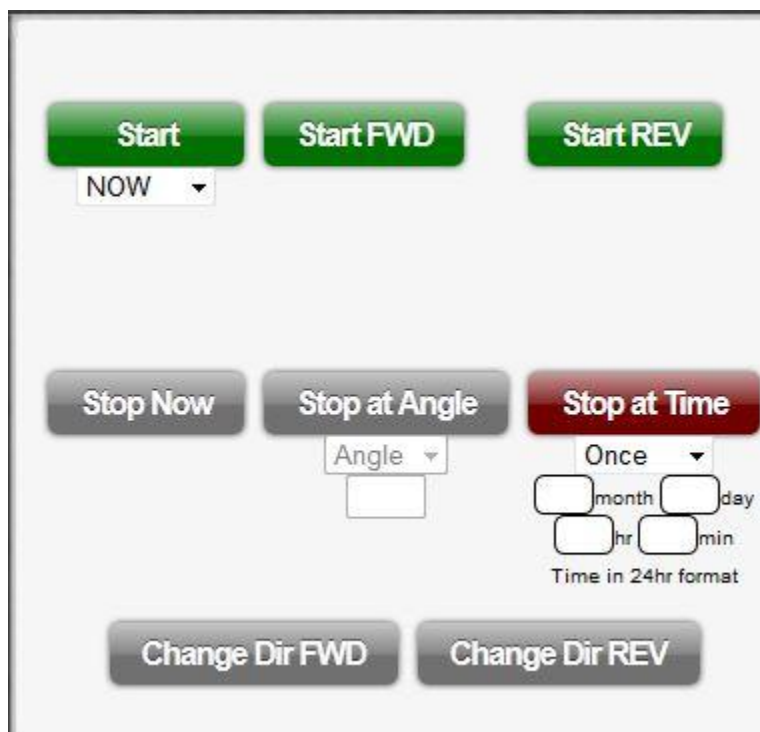 Start Start FWD Start REV
NOW
Stop Now Stop at Angle Stop at Time
Angle Once
month day
hr min
Time in 24hr format
Change Dir FWD Change Dir REV